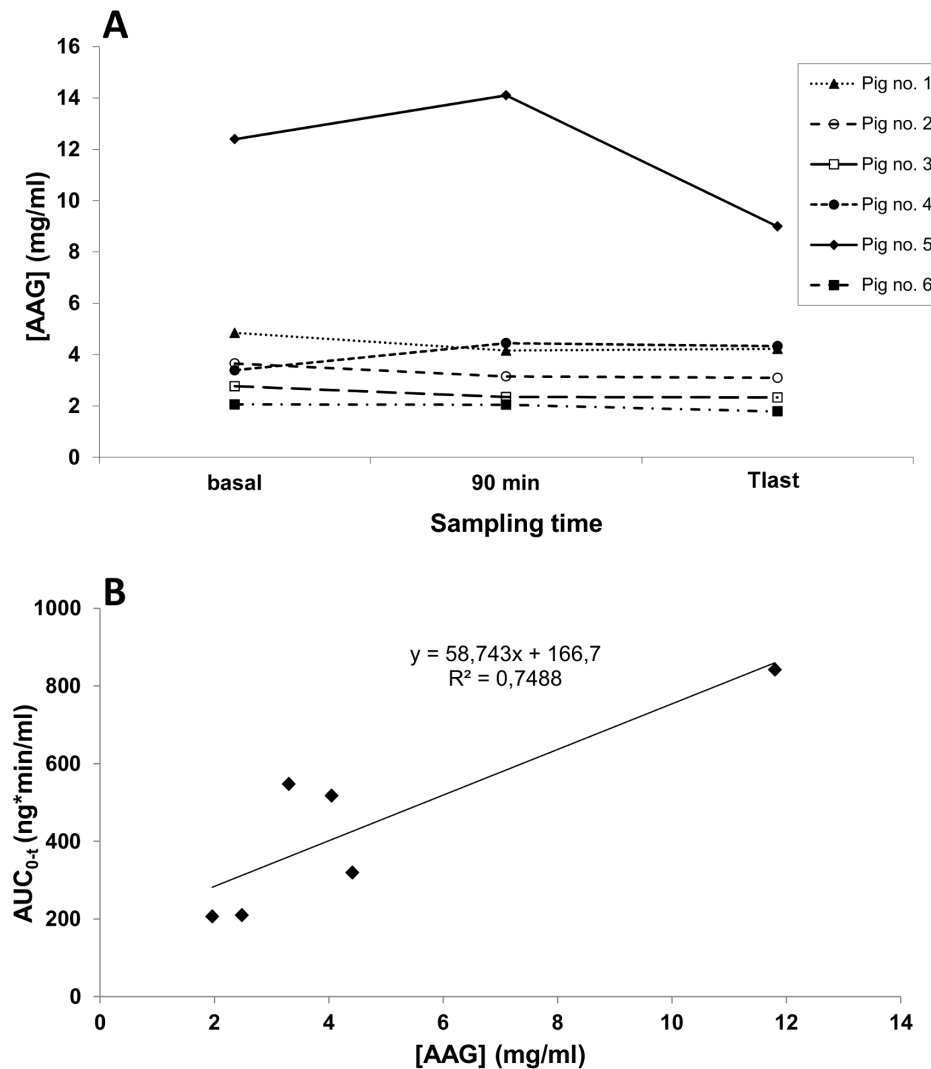 A
16
14
12
10
8
6
4
2
0
[AAG] (mg/ml)
basal 90 min Tlast
Sampling time
Pig no. 1
Pig no. 2
Pig no. 3
Pig no. 4
Pig no. 5
Pig no. 6
B
1000
800
600
400
200
0
AUC0-t (ng*min/ml)
y = 58,743x + 166,7
R² = 0,7488
0 2 4 6 8 10 12 14
[AAG] (mg/ml)